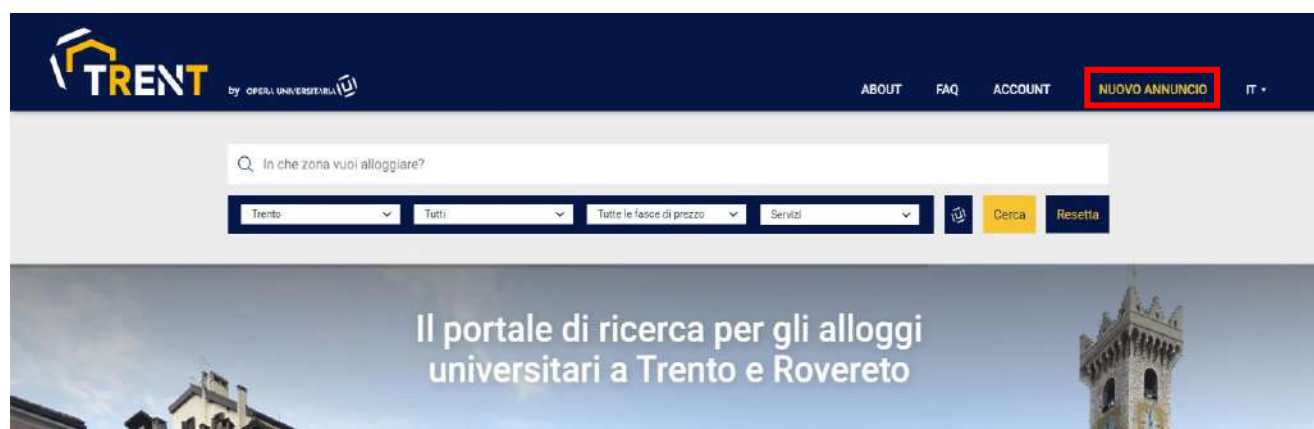 TRENT
by OPERA UNIVERSITARIA
ABOUT FAQ ACCOUNT NUOVO ANNUNCIO IT
In che zona vuoi alloggiare?
Trento Tutti Tutte le fasce di prezzo Servizi Cerca Resetta
Il portale di ricerca per gli alloggi
universitari a Trento e Rovereto